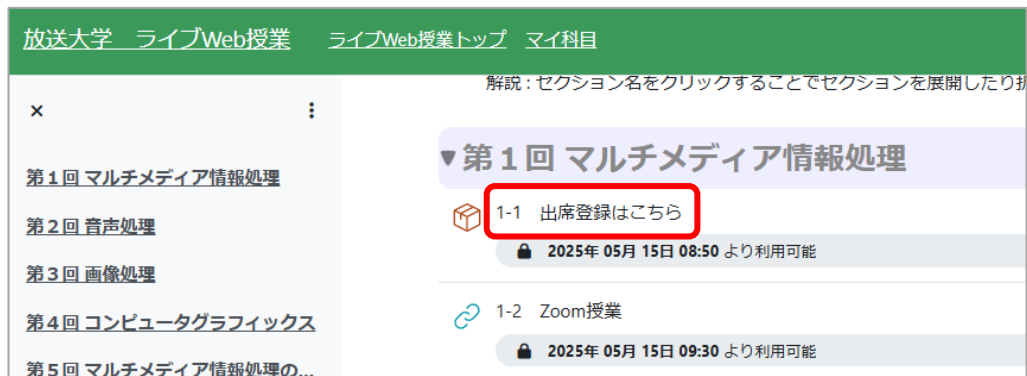 放送大学　ライブWeb授業　ライブWeb授業トップ　マイ科目
×
第１回 マルチメディア情報処理
第２回 音声処理
第３回 画像処理
第４回 コンピュータグラフィックス
第５回 マルチメディア情報処理の...
解説 : セクション名をクリックすることでセクションを展開したり
第１回 マルチメディア情報処理
1-1　出席登録はこちら
2025年 05月 15日 08:50 より利用可能
1-2　Zoom授業
2025年 05月 15日 09:30 より利用可能